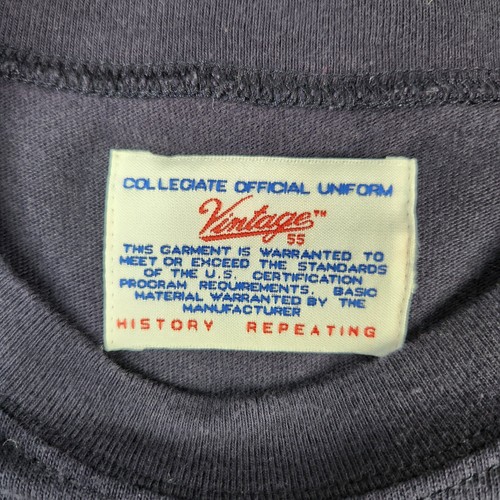 COLLEGIATE OFFICIAL UNIFORM
Vintage™
55
THIS GARMENT IS WARRANTED TO
MEET OR EXCEED THE STANDARDS
OF THE U.S. CERTIFICATION
PROGRAM REQUIREMENTS. BASIC
MATERIAL WARRANTED BY THE
MANUFACTURER
HISTORY REPEATING